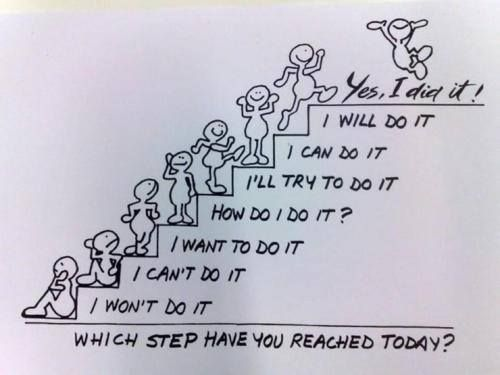 Yes, I did it!
I WILL DO IT
I CAN DO IT
I'LL TRY TO DO IT
HOW DO I DO IT?
I WANT TO DO IT
I CAN'T DO IT
I WON'T DO IT
WHICH STEP HAVE YOU REACHED TODAY?